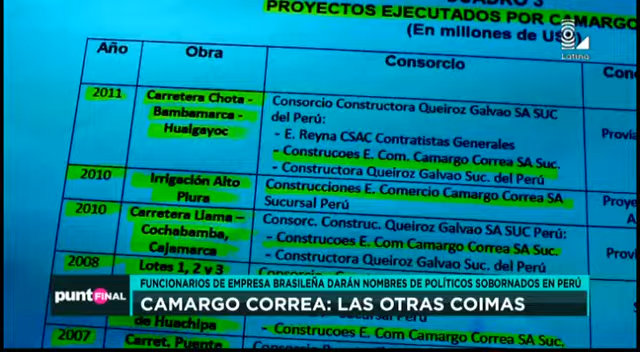 CUADRO 3
PROYECTOS EJECUTADOS POR CAMARGO
(En millones de US
Latina
Año
Obra
Consorcio
2011
Carretera Chota -
Bambamarca -
Hualgayoc
Consorcio Constructora Queiroz Galvao SA SUC
del Perú:
- E. Reyna CSAC Contratistas Generales
- Construcoes E. Com. Camargo Correa SA Suc.
- Constructora Queiroz Galvao Suc. del Perú
2010
Irrigación Alto
Piura
Construcciones E. Comercio Camargo Correa SA
Sucursal Perú
2010
Carretera Llama –
Cochabamba,
Cajamarca
Consorc. Construc. Queiroz Galvao SA SUC Perú:
- Construcoes E. Com Camargo Correa SA Suc.
- Constructora Queiroz Galvao Suc. del Perú
2008
Lotes 1, 2 y 3
de Huachipa
- Construcoes E. Com. Camargo Correa SA Suc.
2007
Carret. Puente
FUNCIONARIOS DE EMPRESA BRASILEÑA DARÁN NOMBRES DE POLÍTICOS SOBORNADOS EN PERÚ
punto FINAL
CAMARGO CORREA: LAS OTRAS COIMAS